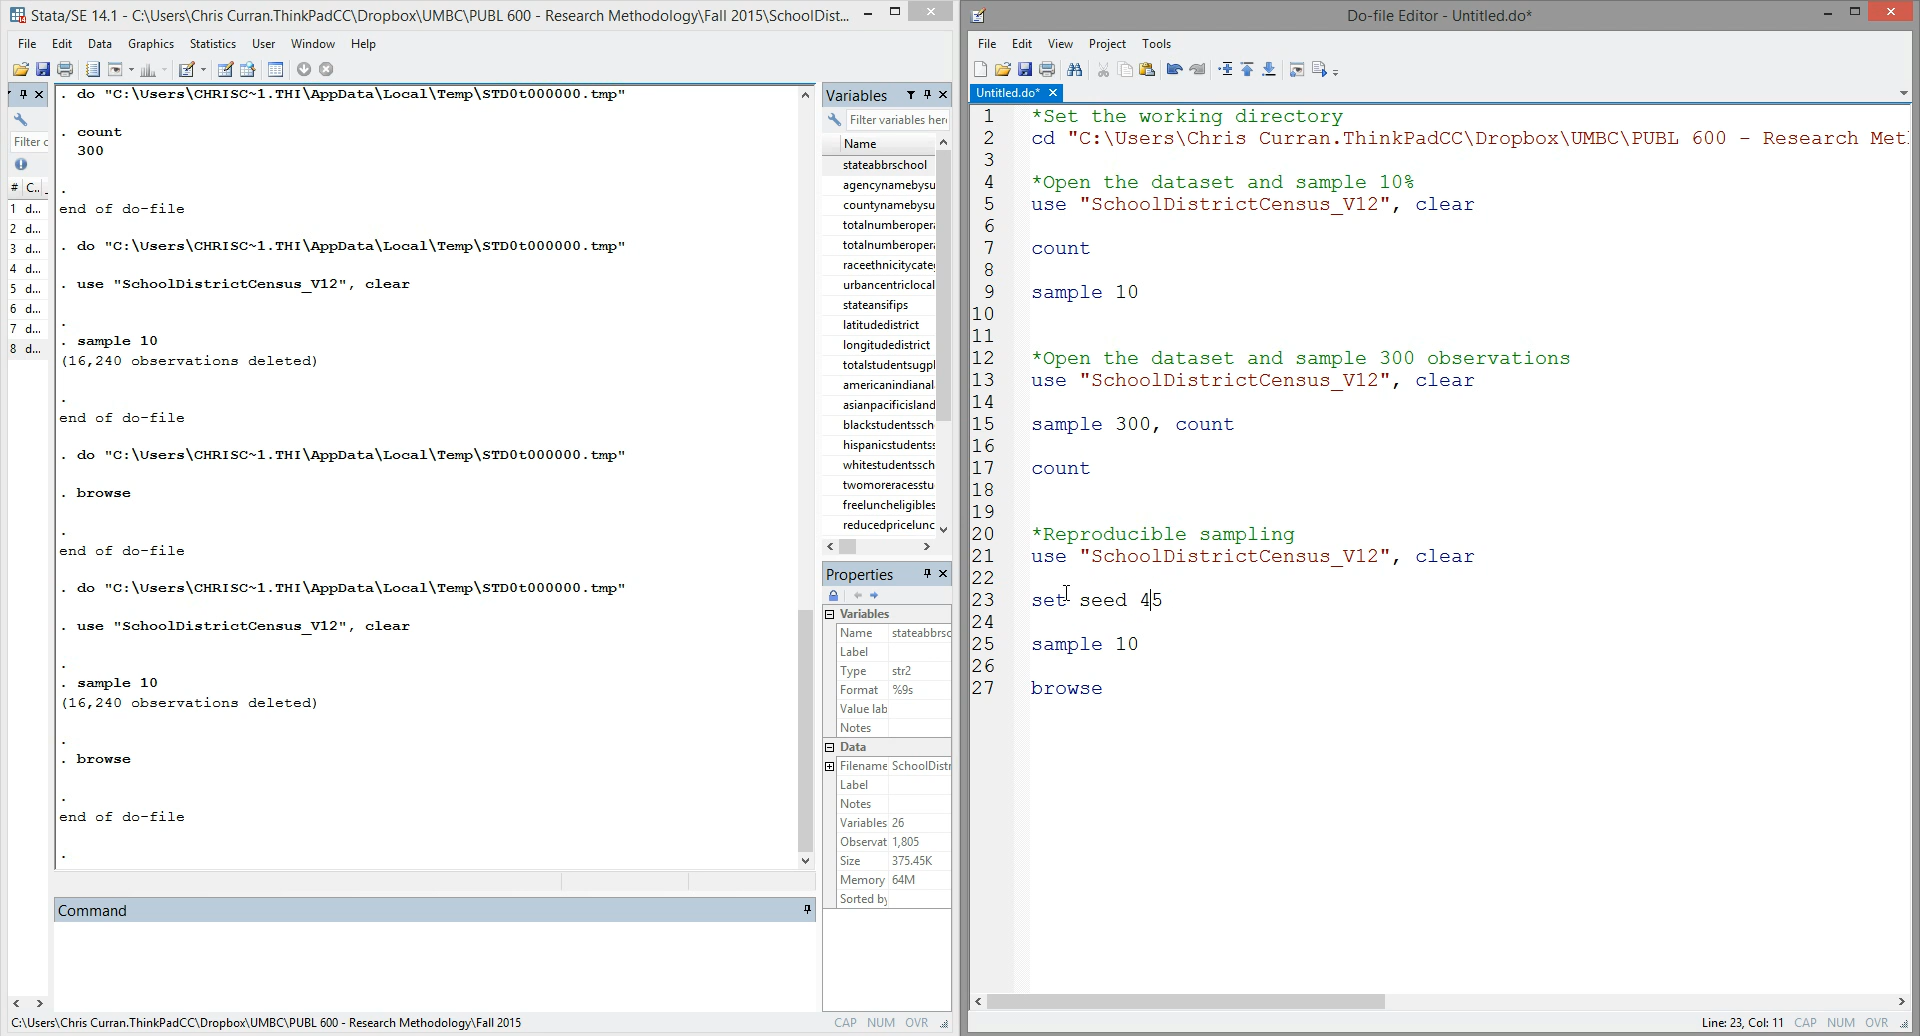 Stata/SE 14.1 - C:\Users\Chris Curran.ThinkPadCC\Dropbox\UMBC\PUBL 600 - Research Methodology\Fall 2015\SchoolDist...
File Edit Data Graphics Statistics User Window Help
Filter c
# C..
1 d...
2 d...
3 d...
4 d...
5 d...
6 d...
7 d...
8 d...
. do "C:\Users\CHRISC~1.THI\AppData\Local\Temp\STD0t000000.tmp"
. count
300
.
end of do-file
. do "C:\Users\CHRISC~1.THI\AppData\Local\Temp\STD0t000000.tmp"
. use "SchoolDistrictCensus_V12", clear
.
. sample 10
(16,240 observations deleted)
.
end of do-file
. do "C:\Users\CHRISC~1.THI\AppData\Local\Temp\STD0t000000.tmp"
. browse
.
end of do-file
. do "C:\Users\CHRISC~1.THI\AppData\Local\Temp\STD0t000000.tmp"
. use "SchoolDistrictCensus_V12", clear
.
. sample 10
(16,240 observations deleted)
.
. browse
.
end of do-file
.
Command
Variables
Filter variables here
Name
stateabbrschool
agencynamebysu
countynamebysu
totalnumberopera
totalnumberopera
raceethnicitycate
urbancentriclocal
stateansifips
latitudedistrict
longitudedistrict
totalstudentsugpl
americanindianal
asianpacificisland
blackstudentssch
hispanicstudents
whitestudentssch
twomoreracesstu
freeluncheligibles
reducedpricelunc
Properties
Variables
Name stateabbrsc
Label
Type str2
Format %9s
Value lab
Notes
Data
Filename SchoolDistr
Label
Notes
Variables 26
Observat 1,805
Size 375.45K
Memory 64M
Sorted by
C:\Users\Chris Curran.ThinkPadCC\Dropbox\UMBC\PUBL 600 - Research Methodology\Fall 2015
CAP NUM OVR
Do-file Editor - Untitled.do*
File Edit View Project Tools
Untitled.do*
1 *Set the working directory
2 cd "C:\Users\Chris Curran.ThinkPadCC\Dropbox\UMBC\PUBL 600 - Research Met
3
4 *Open the dataset and sample 10%
5 use "SchoolDistrictCensus_V12", clear
6
7 count
8
9 sample 10
10
11
12 *Open the dataset and sample 300 observations
13 use "SchoolDistrictCensus_V12", clear
14
15 sample 300, count
16
17 count
18
19
20 *Reproducible sampling
21 use "SchoolDistrictCensus_V12", clear
22
23 set seed 45
24
25 sample 10
26
27 browse
Line: 23, Col: 11 CAP NUM OVR